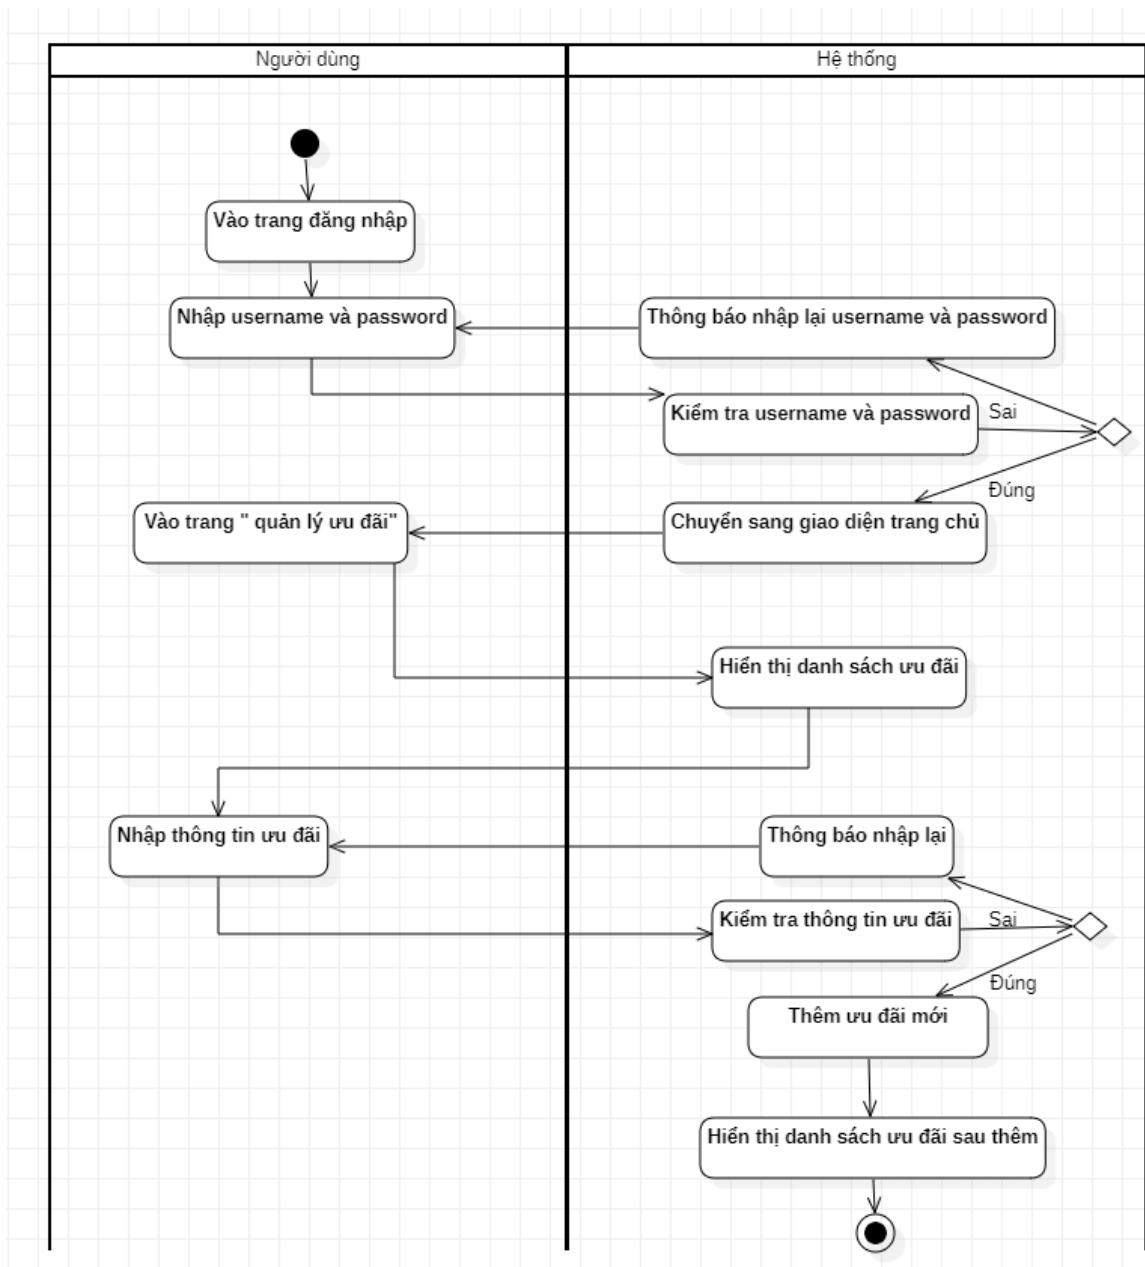 Người dùng
Hệ thống
Vào trang đăng nhập
Nhập username và password
Thông báo nhập lại username và password
Kiểm tra username và password
Sai
Đúng
Vào trang " quản lý ưu đãi"
Chuyển sang giao diện trang chủ
Hiển thị danh sách ưu đãi
Nhập thông tin ưu đãi
Thông báo nhập lại
Kiểm tra thông tin ưu đãi
Sai
Đúng
Thêm ưu đãi mới
Hiển thị danh sách ưu đãi sau thêm